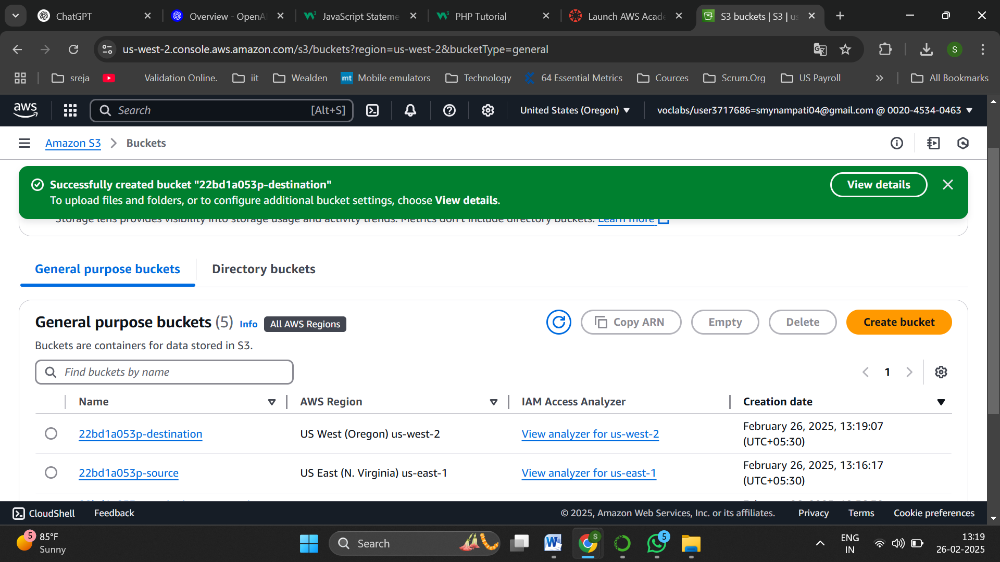 ChatGPT
Overview - OpenA
JavaScript Stateme
PHP Tutorial
Launch AWS Acade
S3 buckets | S3 | us
us-west-2.console.aws.amazon.com/s3/buckets?region=us-west-2&bucketType=general
S
sreja
Validation Online.
iit
Wealden
mt Mobile emulators
Technology
64 Essential Metrics
Cources
Scrum.Org
US Payroll
All Bookmarks
aws
Search [Alt+S]
United States (Oregon)
voclabs/user3717686=smynampati04@gmail.com @ 0020-4534-0463
Amazon S3 > Buckets
Successfully created bucket "22bd1a053p-destination"
To upload files and folders, or to configure additional bucket settings, choose View details.
View details
Storage lens provides visibility into storage usage and activity trends. Metrics don't include directory buckets. Learn more
General purpose buckets
Directory buckets
General purpose buckets (5) Info All AWS Regions
Copy ARN
Empty
Delete
Create bucket
Buckets are containers for data stored in S3.
Find buckets by name
1
Name AWS Region IAM Access Analyzer Creation date
22bd1a053p-destination US West (Oregon) us-west-2 View analyzer for us-west-2 February 26, 2025, 13:19:07
(UTC+05:30)
22bd1a053p-source US East (N. Virginia) us-east-1 View analyzer for us-east-1 February 26, 2025, 13:16:17
(UTC+05:30)
CloudShell
Feedback
© 2025, Amazon Web Services, Inc. or its affiliates.
Privacy
Terms
Cookie preferences
5
85°F
Sunny
Search
W
S
5
ENG
IN
13:19
26-02-2025